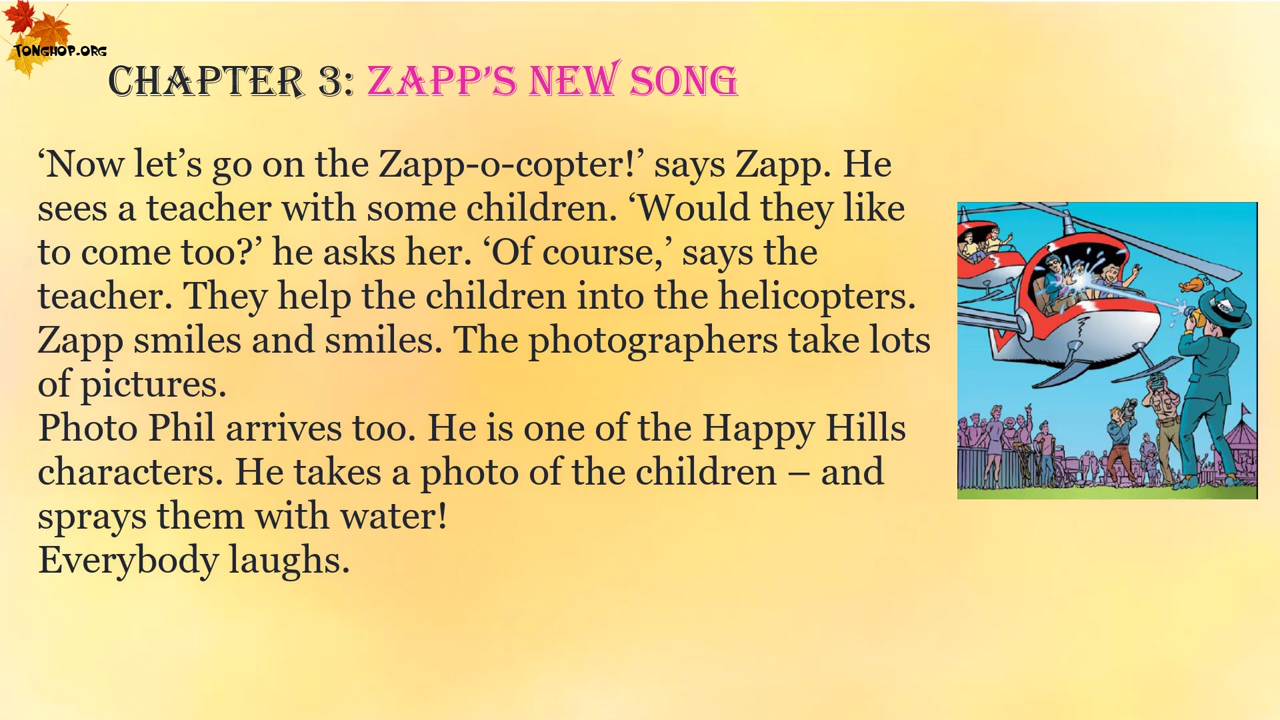 TONGHOP.ORG
CHAPTER 3: ZAPP’S NEW SONG
‘Now let’s go on the Zapp-o-copter!’ says Zapp. He
sees a teacher with some children. ‘Would they like
to come too?’ he asks her. ‘Of course,’ says the
teacher. They help the children into the helicopters.
Zapp smiles and smiles. The photographers take lots
of pictures.
Photo Phil arrives too. He is one of the Happy Hills
characters. He takes a photo of the children – and
sprays them with water!
Everybody laughs.